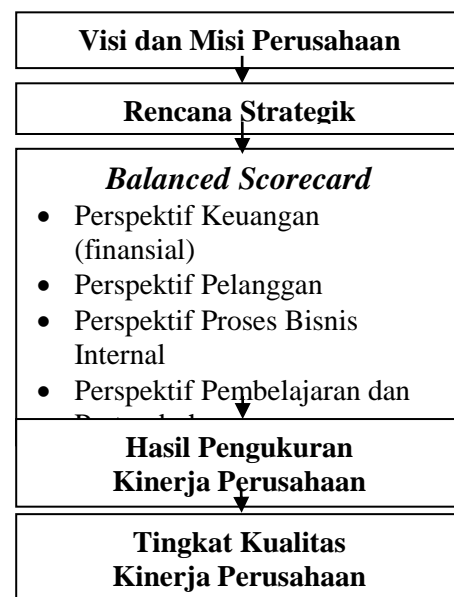 Visi dan Misi Perusahaan
Rencana Strategik
Balanced Scorecard
• Perspektif Keuangan
(finansial)
• Perspektif Pelanggan
• Perspektif Proses Bisnis
Internal
• Perspektif Pembelajaran dan
Hasil Pengukuran
Kinerja Perusahaan
Tingkat Kualitas
Kinerja Perusahaan